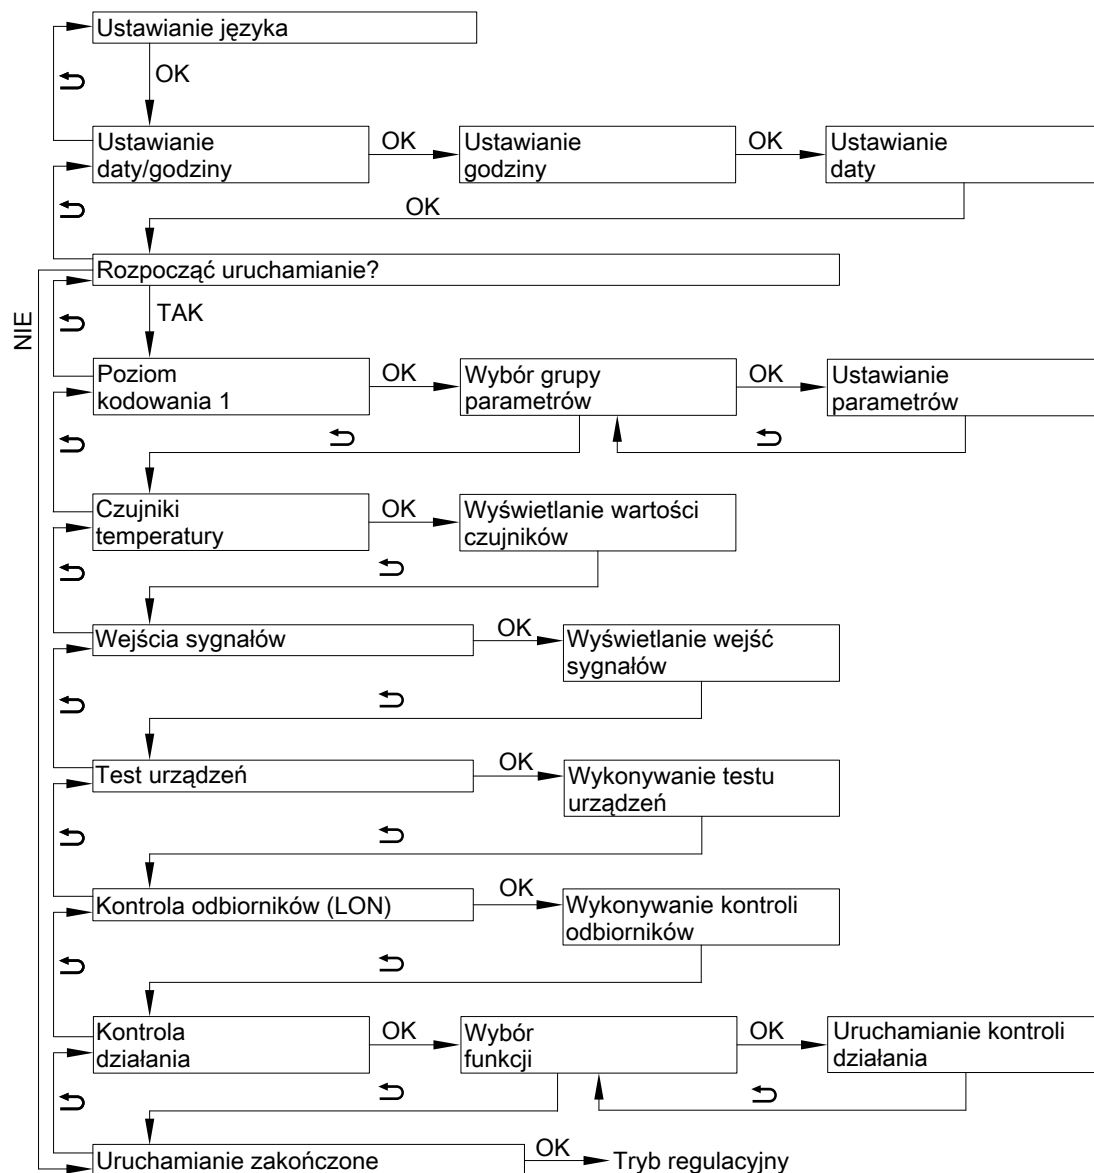 Ustawianie języka
OK
Ustawianie
daty/godziny
OK
Ustawianie
godziny
OK
Ustawianie
daty
OK
Rozpocząć uruchamianie?
NIE
TAK
Poziom
kodowania 1
OK
Wybór grupy
parametrów
OK
Ustawianie
parametrów
Czujniki
temperatury
OK
Wyświetlanie wartości
czujników
Wejścia sygnałów
OK
Wyświetlanie wejść
sygnałów
Test urządzeń
OK
Wykonywanie testu
urządzeń
Kontrola odbiorników (LON)
OK
Wykonywanie kontroli
odbiorników
Kontrola
działania
OK
Wybór
funkcji
OK
Uruchamianie kontroli
działania
Uruchamianie zakończone
OK
Tryb regulacyjny